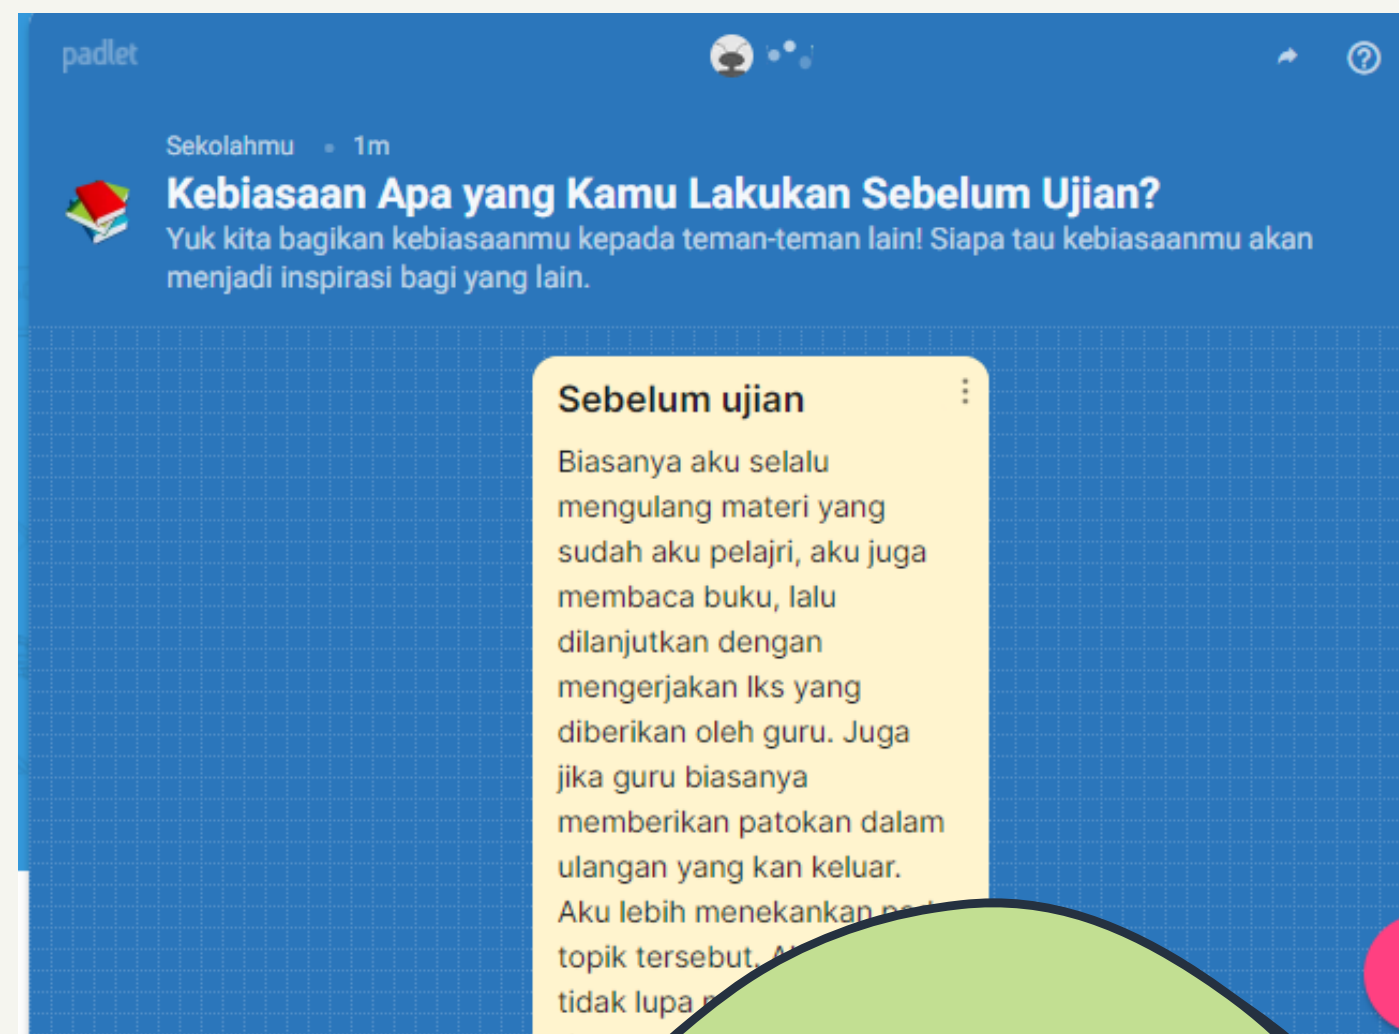 padlet
Sekolahmu • 1m
Kebiasaan Apa yang Kamu Lakukan Sebelum Ujian?
Yuk kita bagikan kebiasaanmu kepada teman-teman lain! Siapa tau kebiasaanmu akan
menjadi inspirasi bagi yang lain.
Sebelum ujian
Biasanya aku selalu
mengulang materi yang
sudah aku pelajri, aku juga
membaca buku, lalu
dilanjutkan dengan
mengerjakan lks yang
diberikan oleh guru. Juga
jika guru biasanya
memberikan patokan dalam
ulangan yang kan keluar.
Aku lebih menekankan
topik tersebut.
tidak lupa